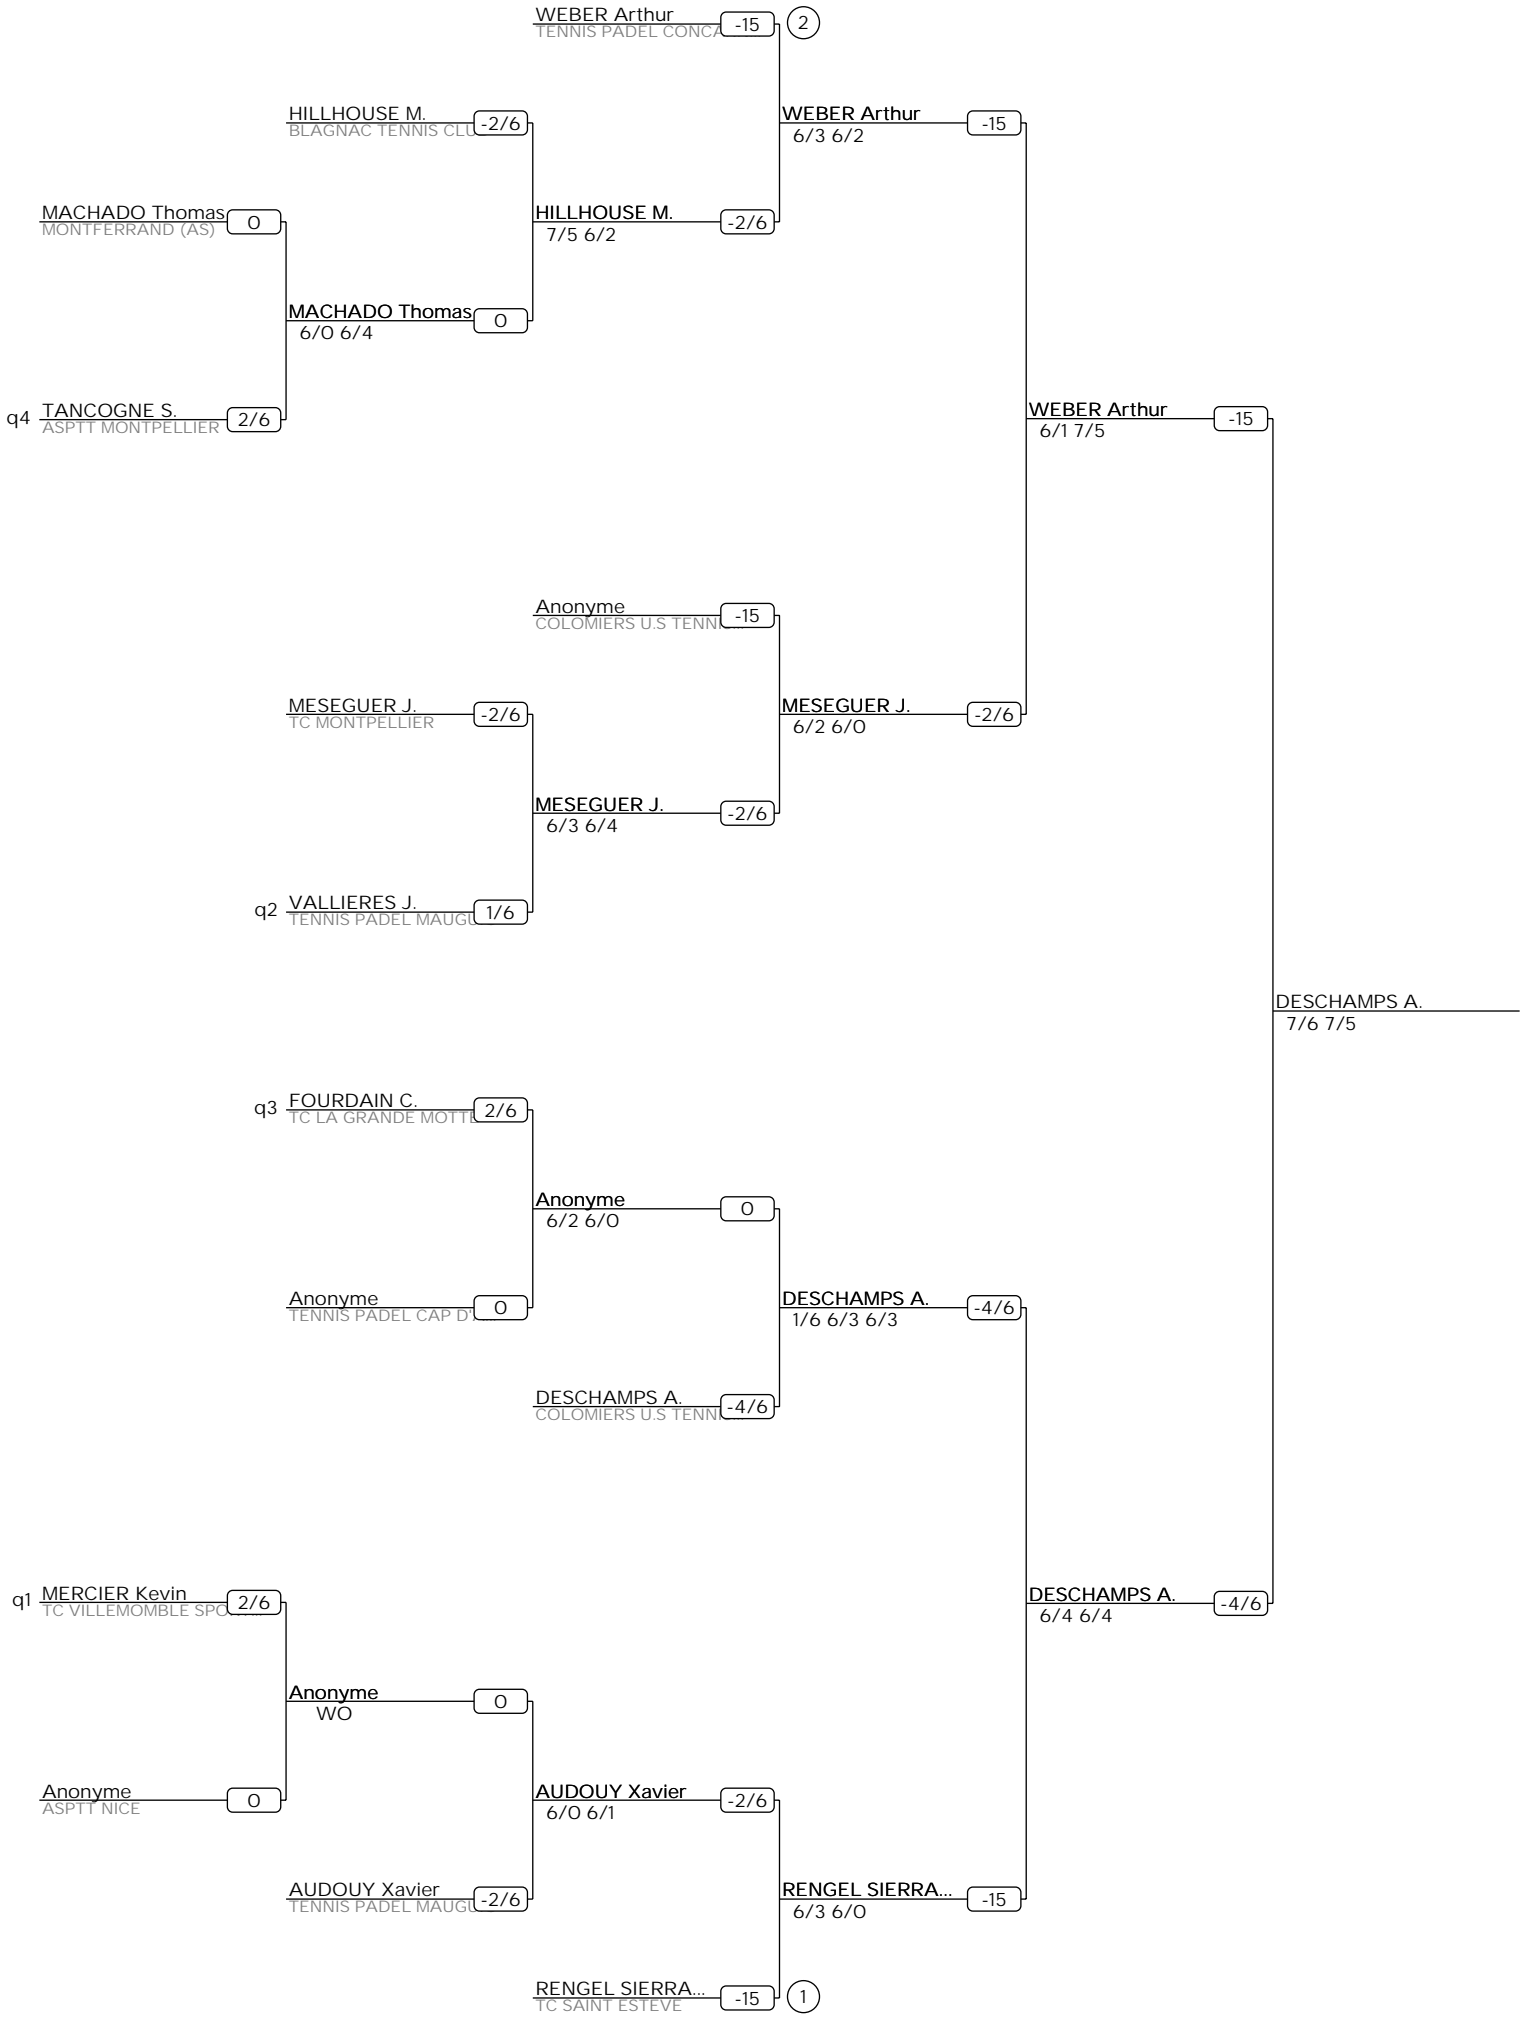 WEBER Arthur
TENNIS PADEL
-15
2
HILLHOUSE M.
BLAGNAC TENNIS
-2/6
WEBER Arthur
6/3 6/2
-15
MACHADO Thomas
MONTFERRAND (AS)
0
HILLHOUSE M.
7/5 6/2
-2/6
MACHADO Thomas
6/0 6/4
0
q4
TANCOGNE S.
ASPTT MONTPELLIER
2/6
WEBER Arthur
6/1 7/5
-15
Anonyme
COLOMIERS U.S
-15
MESEGUER J.
TC MONTPELLIER
-2/6
MESEGUER J.
6/2 6/0
-2/6
MESEGUER J.
6/3 6/4
-2/6
q2
VALLIERES J.
TENNIS PADEL
1/6
DESCHAMPS A.
7/6 7/5
q3
FOURDAIN C.
TC LA GRANDE MOTTE
2/6
Anonyme
6/2 6/0
0
Anonyme
TENNIS PADEL CAP
0
DESCHAMPS A.
1/6 6/3 6/3
-4/6
DESCHAMPS A.
COLOMIERS U.S
-4/6
q1
MERCIER Kevin
TC VILLEMOMBLE
2/6
DESCHAMPS A.
6/4 6/4
-4/6
Anonyme
WO
0
Anonyme
ASPTT NICE
0
AUDOUY Xavier
6/0 6/1
-2/6
AUDOUY Xavier
TENNIS PADEL
-2/6
RENGEL SIERRA...
6/3 6/0
-15
RENGEL SIERRA...
TC SAINT ESTEVE
-15
1